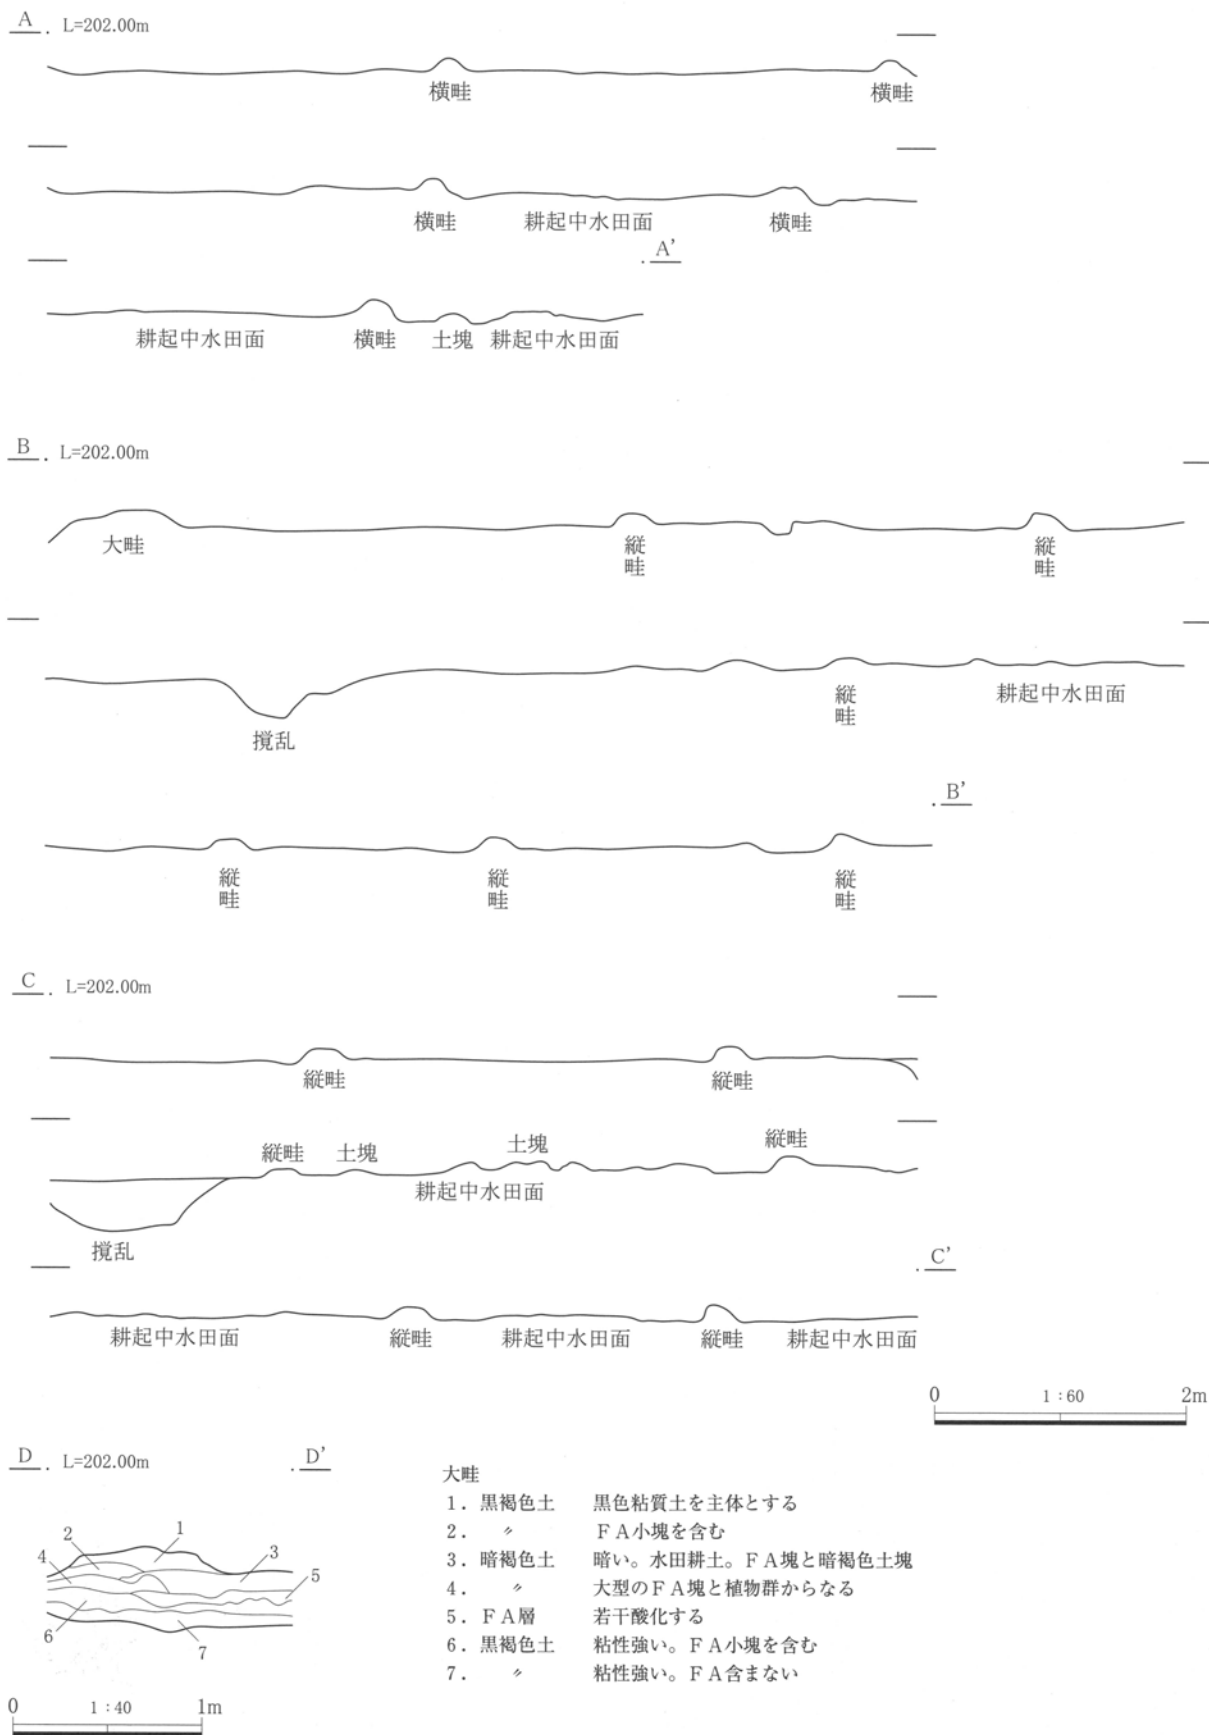 A . L=202.00m
横畦 横畦
横畦 耕起中水田面 横畦
A'
耕起中水田面 横畦 土塊 耕起中水田面
B . L=202.00m
大畦 縦畦 縦畦
縦畦 耕起中水田面
撹乱
B'
縦畦 縦畦 縦畦
C . L=202.00m
縦畦 縦畦
縦畦 土塊 土塊 縦畦
耕起中水田面
撹乱
C'
耕起中水田面 縦畦 耕起中水田面 縦畦 耕起中水田面
0 1:60 2m
D . L=202.00m . D'
1
2
3
4
5
6
7
0 1:40 1m
大畦
1. 黒褐色土 黒色粘質土を主体とする
2. 〃 FA小塊を含む
3. 暗褐色土 暗い。水田耕土。FA塊と暗褐色土塊
4. 〃 大型のFA塊と植物群からなる
5. FA層 若干酸化する
6. 黒褐色土 粘性強い。FA小塊を含む
7. 〃 粘性強い。FA含まない